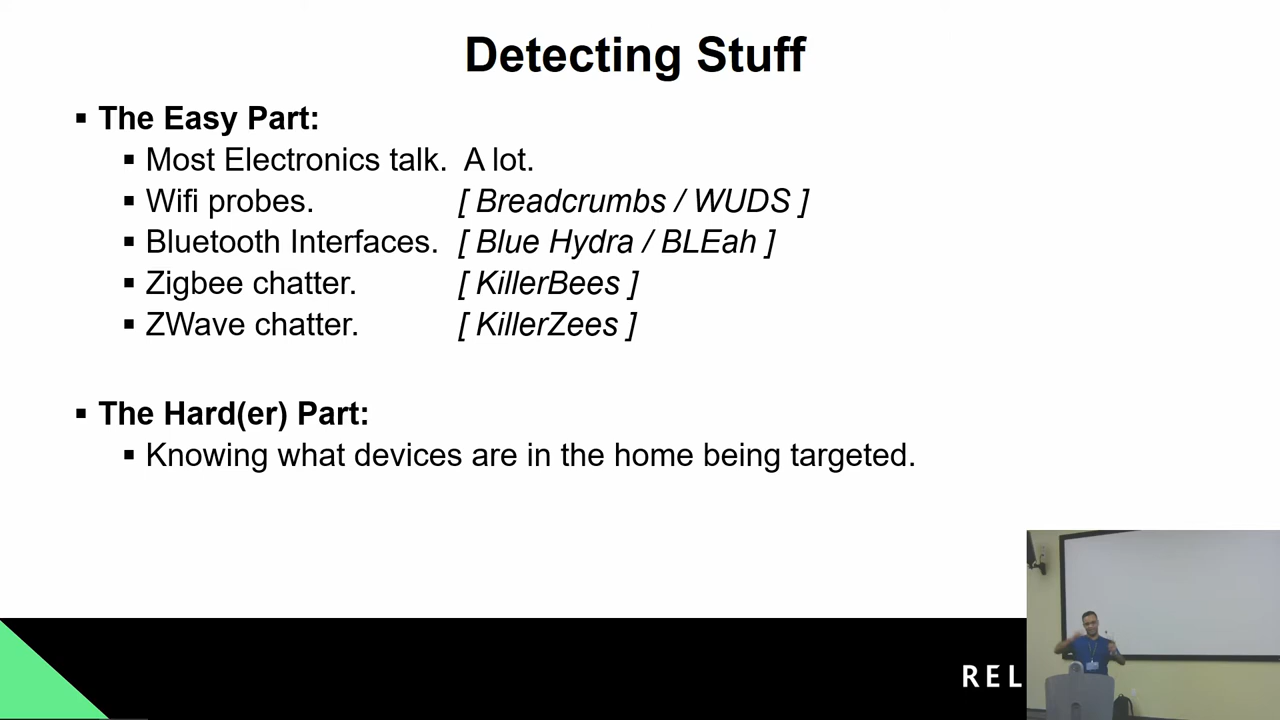 Detecting Stuff
▪ The Easy Part:
▪ Most Electronics talk. A lot.
▪ Wifi probes. [ Breadcrumbs / WUDS ]
▪ Bluetooth Interfaces. [ Blue Hydra / BLEah ]
▪ Zigbee chatter. [ KillerBees ]
▪ ZWave chatter. [ KillerZees ]
▪ The Hard(er) Part:
▪ Knowing what devices are in the home being targeted.
REL